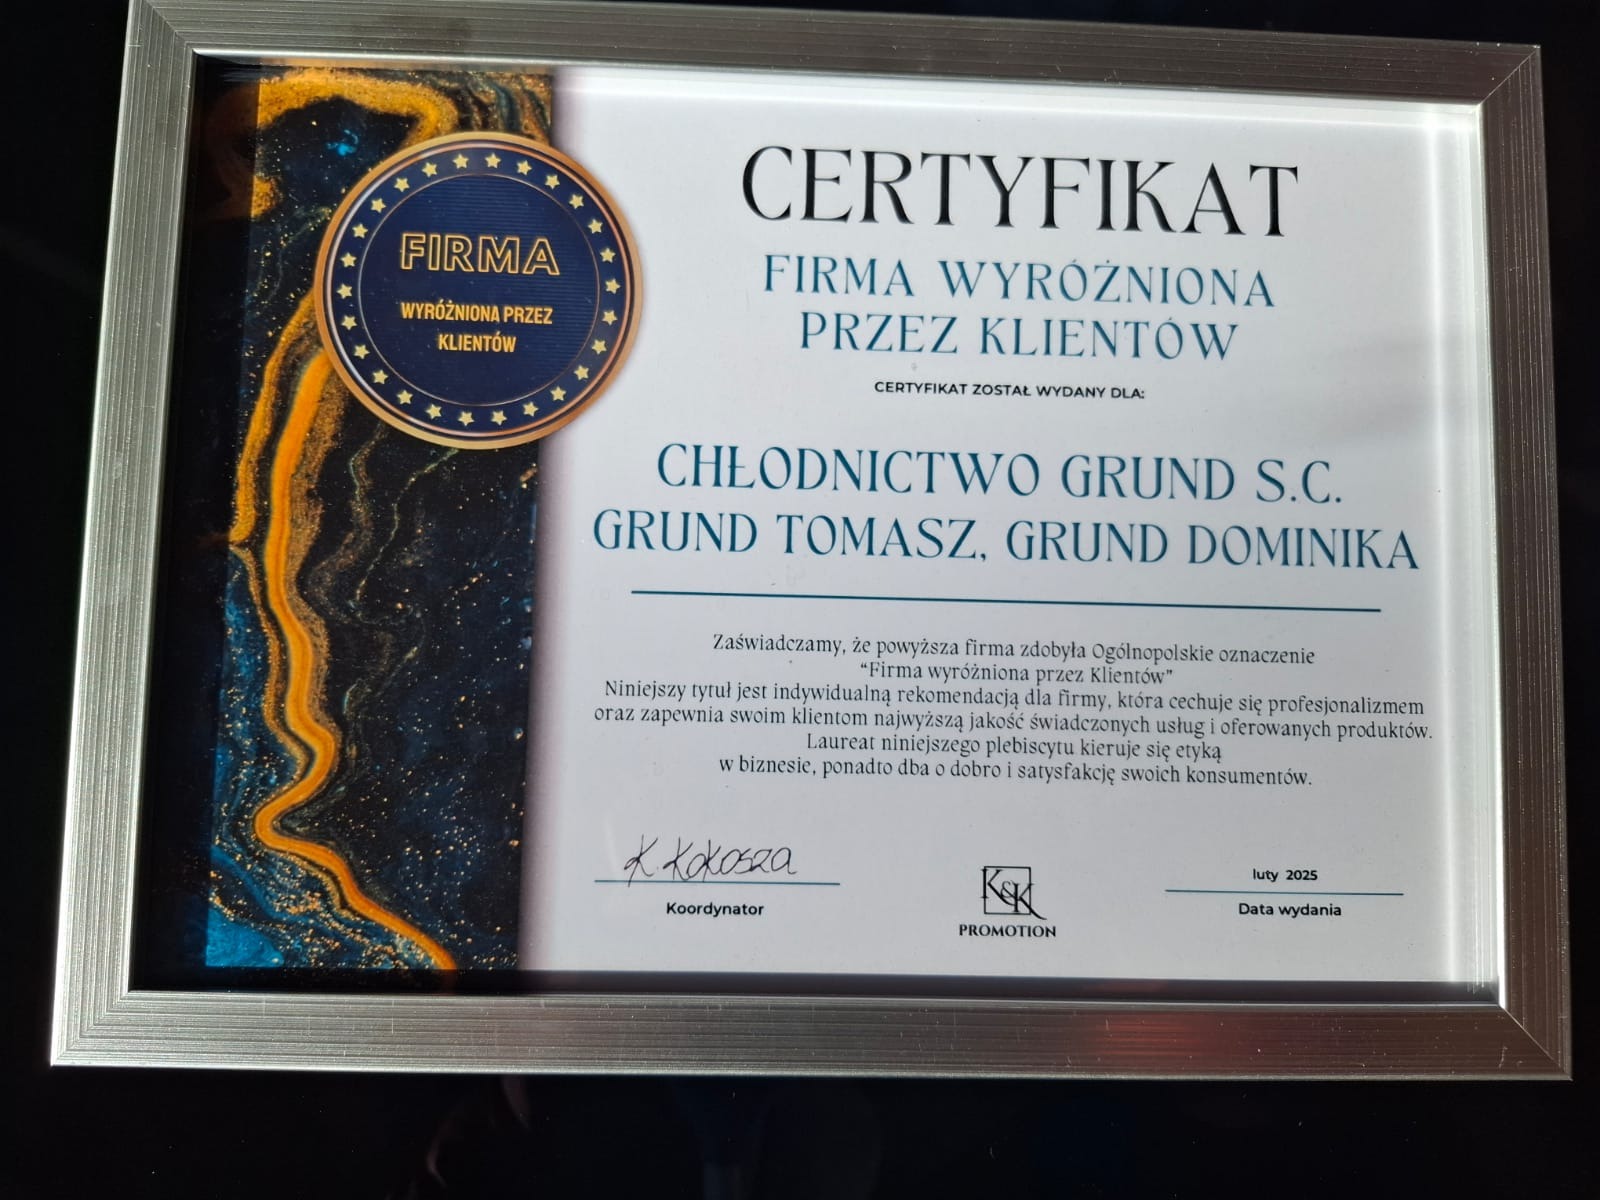 FIRMA
WYRÓŻNIONA PRZEZ
KLIENTÓW
CERTYFIKAT
FIRMA WYRÓŻNIONA
PRZEZ KLIENTÓW
CERTYFIKAT ZOSTAŁ WYDANY DLA:
CHŁODNICTWO GRUND S.C.
GRUND TOMASZ, GRUND DOMINIKA
Zaświadczamy, że powyższa firma zdobyła Ogólnopolskie oznaczenie
“Firma wyróżniona przez Klientów”
Niniejszy tytuł jest indywidualną rekomendacją dla firmy, która cechuje się profesjonalizmem
oraz zapewnia swoim klientom najwyższą jakość świadczonych usług i oferowanych produktów.
Laureat niniejszego plebiscytu kieruje się etyką
w biznesie, ponadto dba o dobro i satysfakcję swoich konsumentów.
K. Kokosza
Koordynator
K&K
PROMOTION
luty 2025
Data wydania